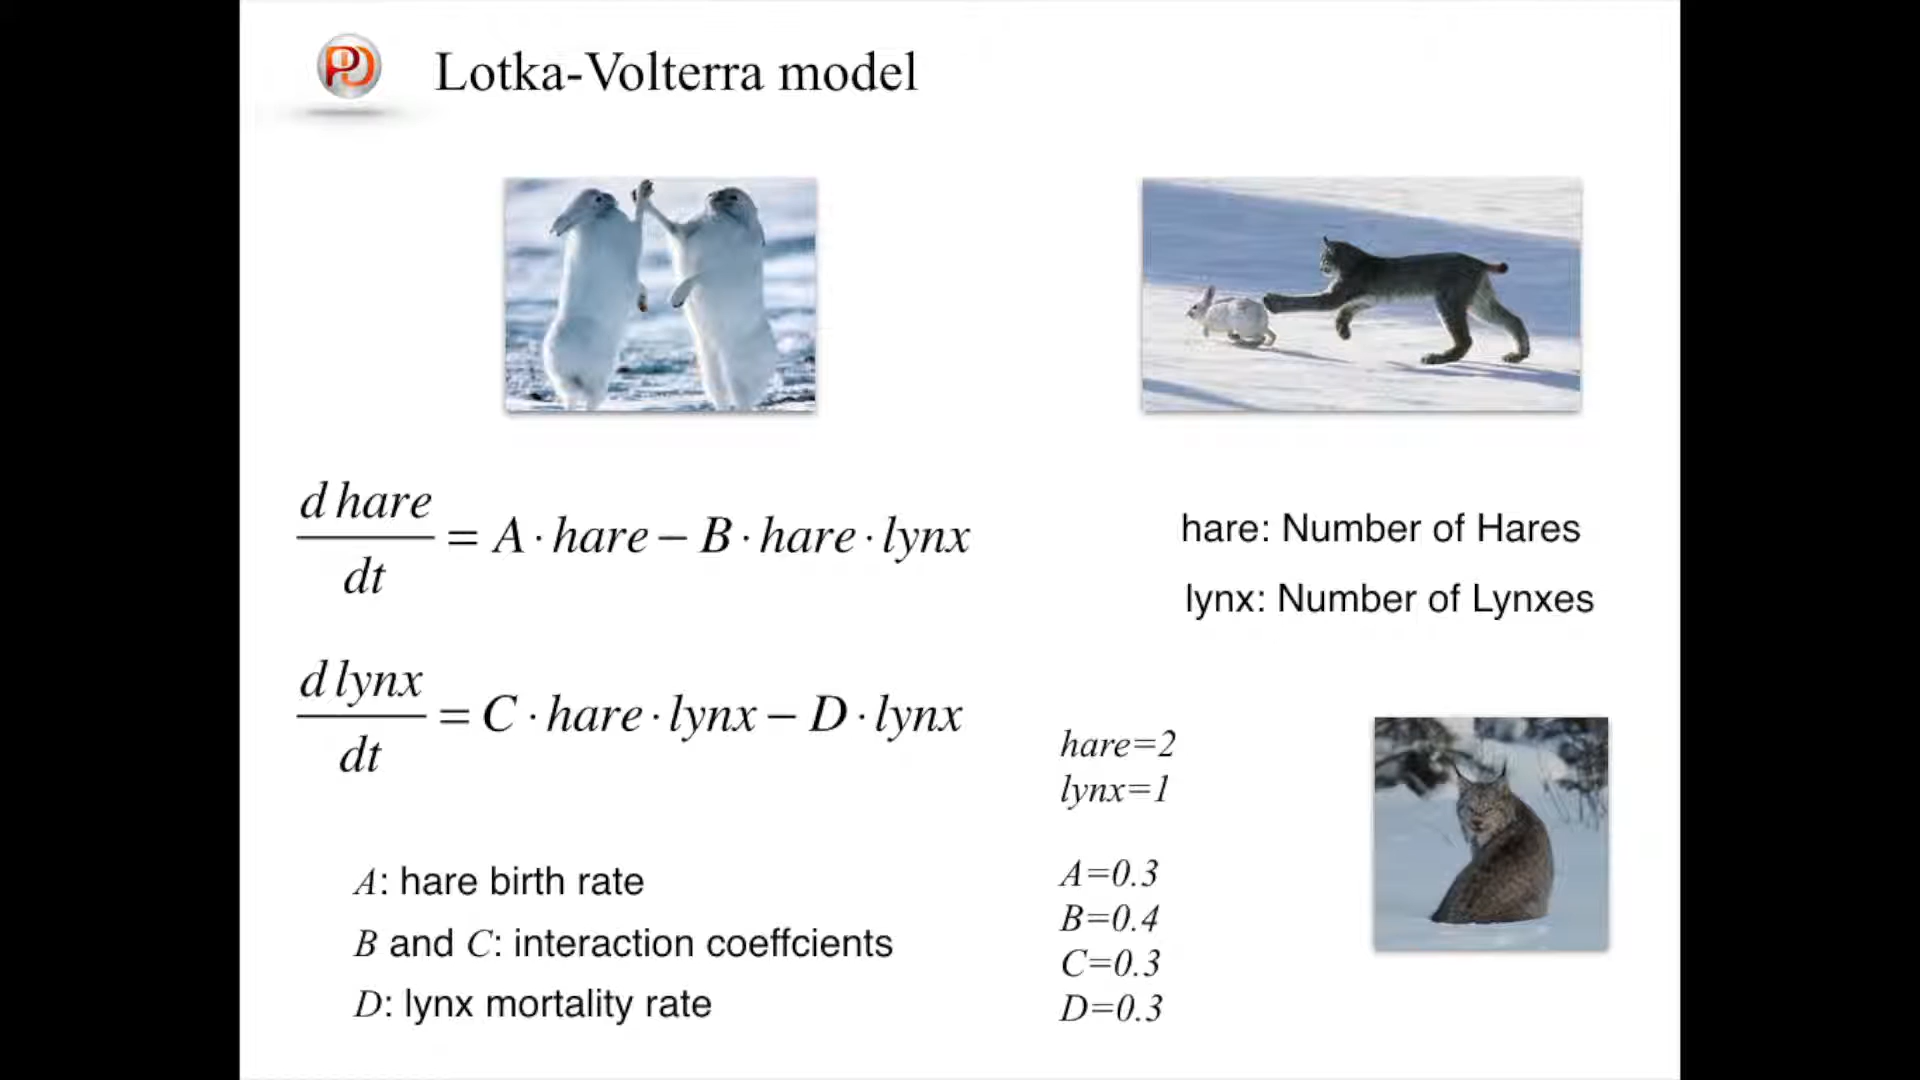 PD
Lotka-Volterra model
d hare
dt
= A · hare − B · hare · lynx
hare: Number of Hares
lynx: Number of Lynxes
d lynx
dt
= C · hare · lynx − D · lynx
hare=2
lynx=1
A: hare birth rate
B and C: interaction coeffcients
D: lynx mortality rate
A=0.3
B=0.4
C=0.3
D=0.3